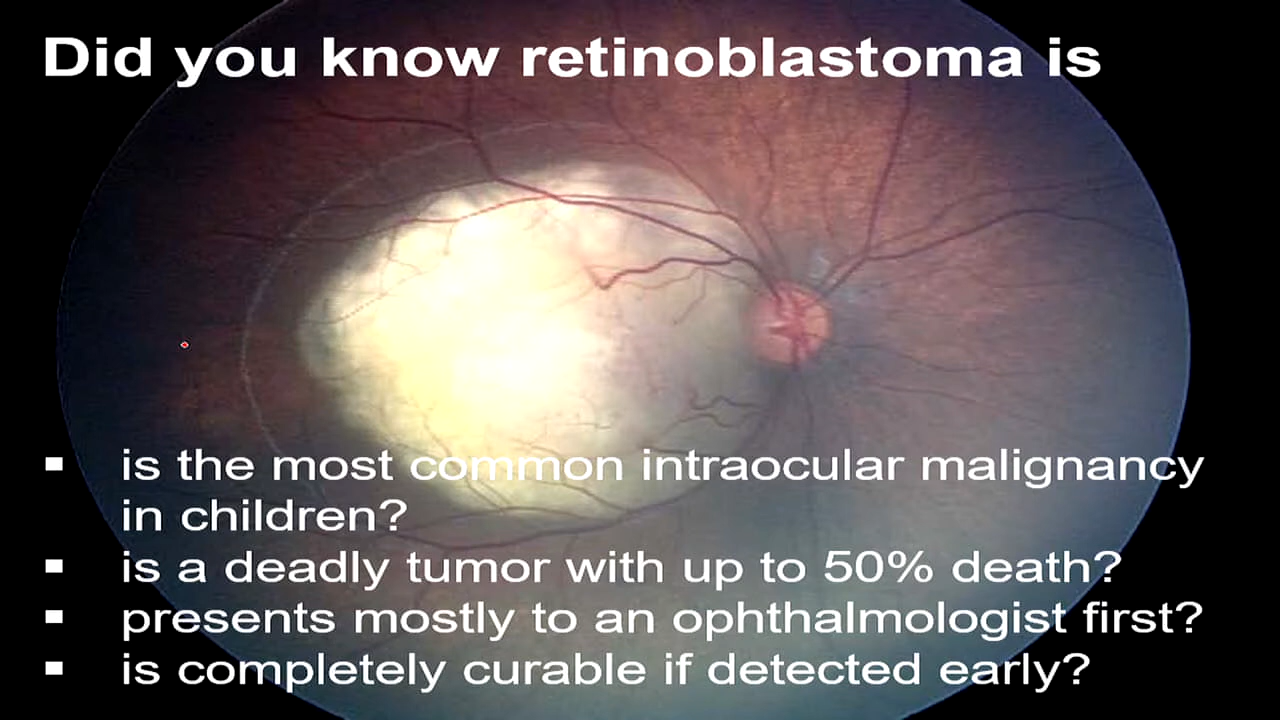 Did you know retinoblastoma is
▪ is the most common intraocular malignancy
in children?
▪ is a deadly tumor with up to 50% death?
▪ presents mostly to an ophthalmologist first?
▪ is completely curable if detected early?